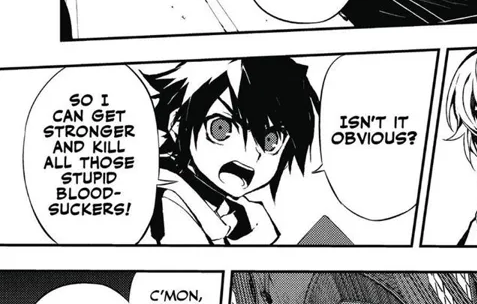 ISN'T IT
OBVIOUS?
SO I
CAN GET
STRONGER
AND KILL
ALL THOSE
STUPID
BLOOD-
SUCKERS!
C'MON,